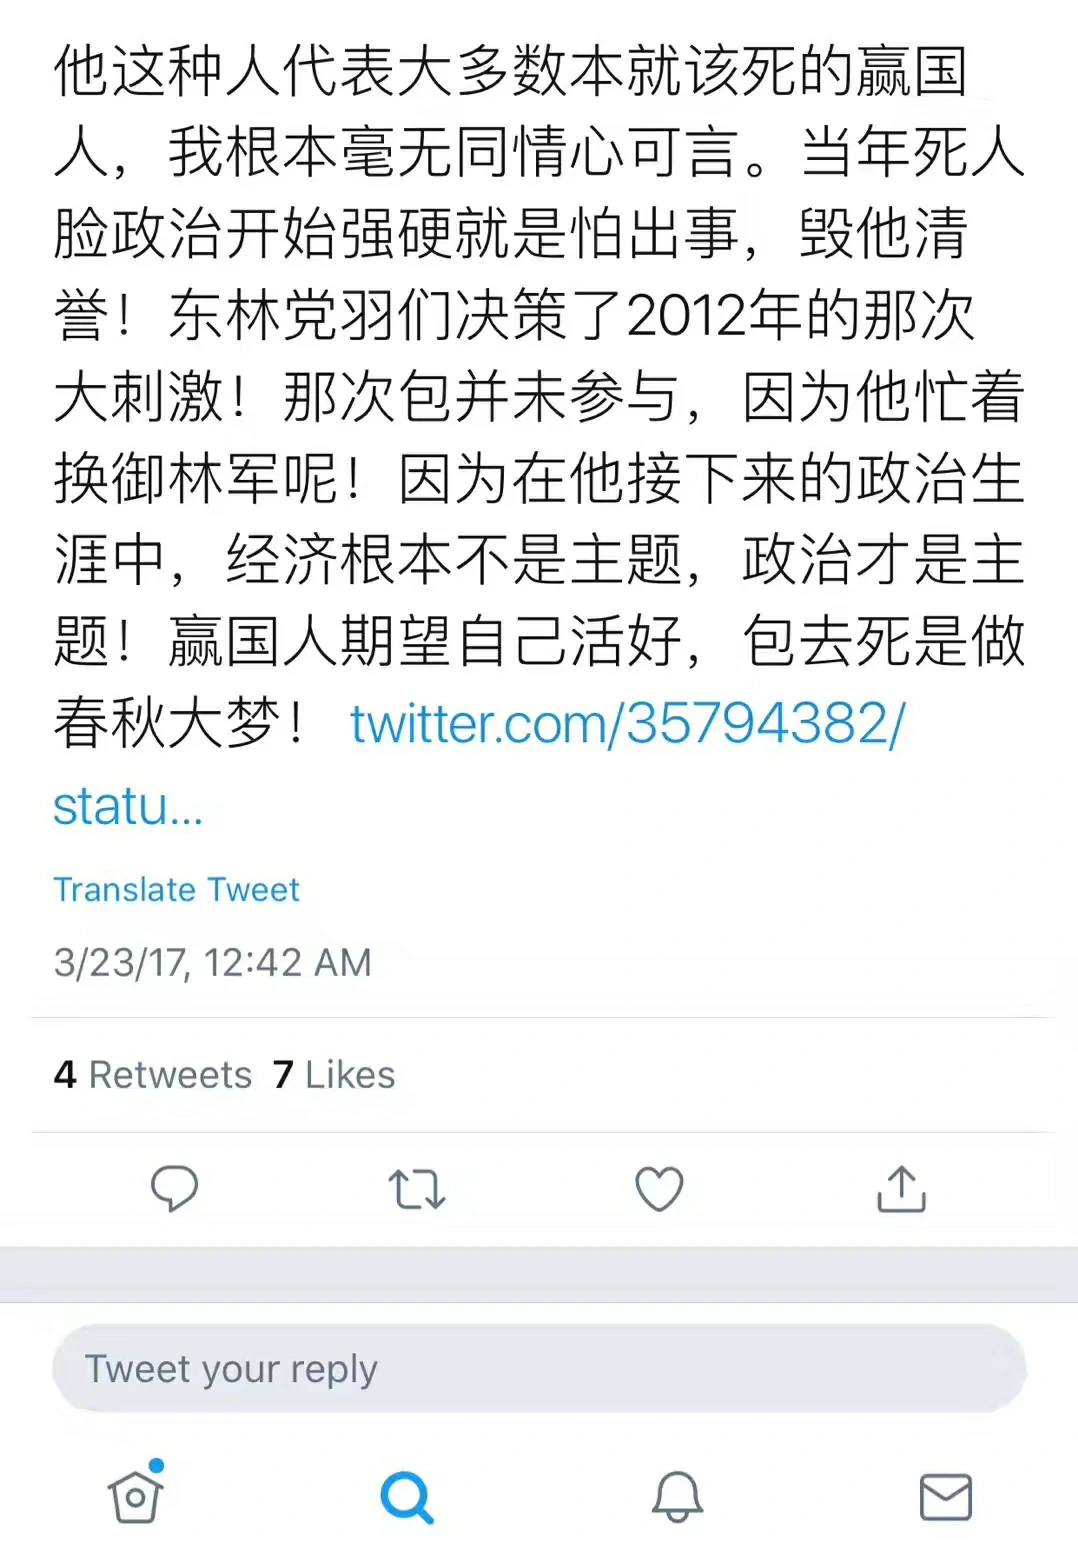 他这种人代表大多数本就该死的赢国
人，我根本毫无同情心可言。当年死人
脸政治开始强硬就是怕出事，毁他清
誉！东林党羽们决策了2012年的那次
大刺激！那次包并未参与，因为他忙着
换御林军呢！因为在他接下来的政治生
涯中，经济根本不是主题，政治才是主
题！赢国人期望自己活好，包去死是做
春秋大梦！ twitter.com/35794382/
statu...
Translate Tweet
3/23/17, 12:42 AM
4 Retweets 7 Likes
Tweet your reply